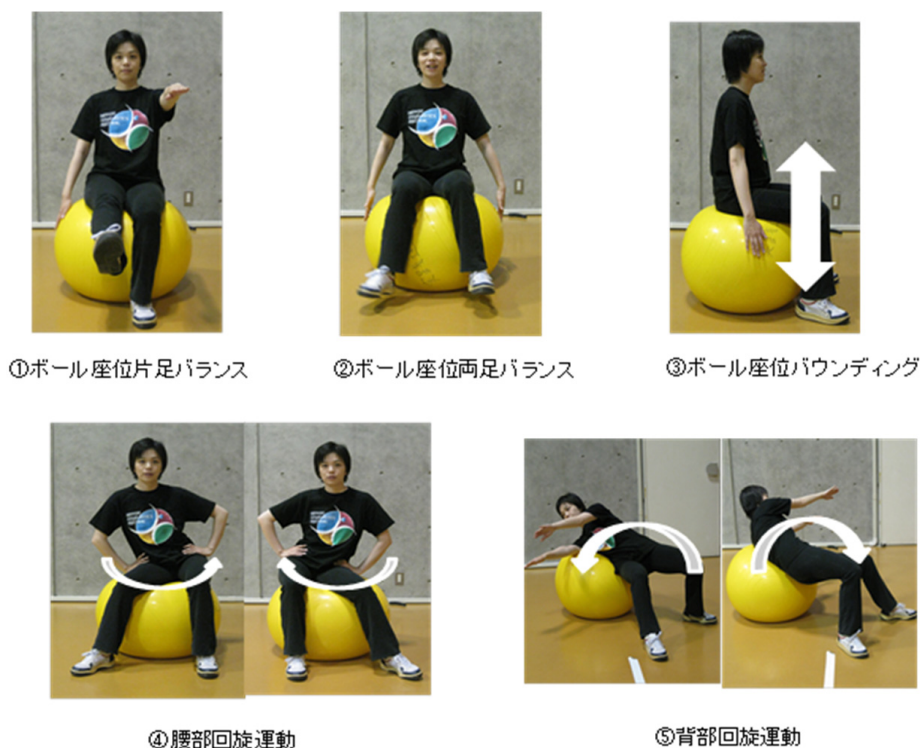 ①ボール座位片足バランス
②ボール座位両足バランス
③ボール座位バウンディング
④腰部回旋運動
⑤背部回旋運動